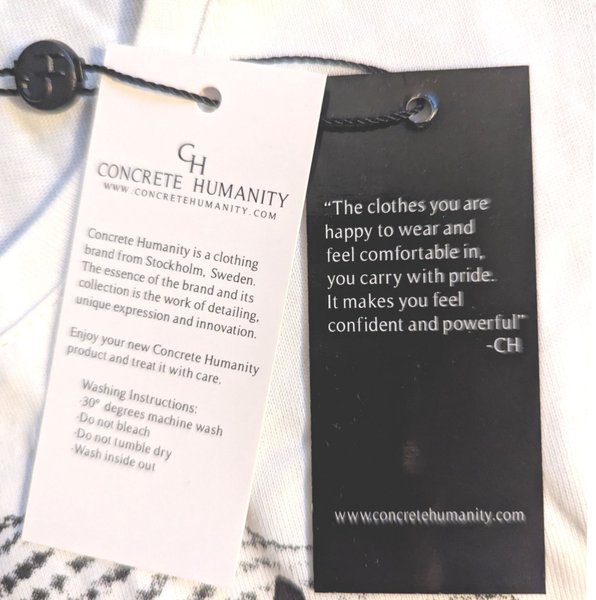 CH
CONCRETE HUMANITY
WWW.CONCRETEHUMANITY.COM
Concrete Humanity is a clothing
brand from Stockholm, Sweden.
The essence of the brand and its
collection is the work of detailing,
unique expression and innovation.
Enjoy your new Concrete Humanity
product and treat it with care.
Washing Instructions:
-30° degrees machine wash
-Do not bleach
-Do not tumble dry
-Wash inside out
“The clothes you are
happy to wear and
feel comfortable in,
you carry with pride.
It makes you feel
confident and powerful”
-CH
www.concretehumanity.com